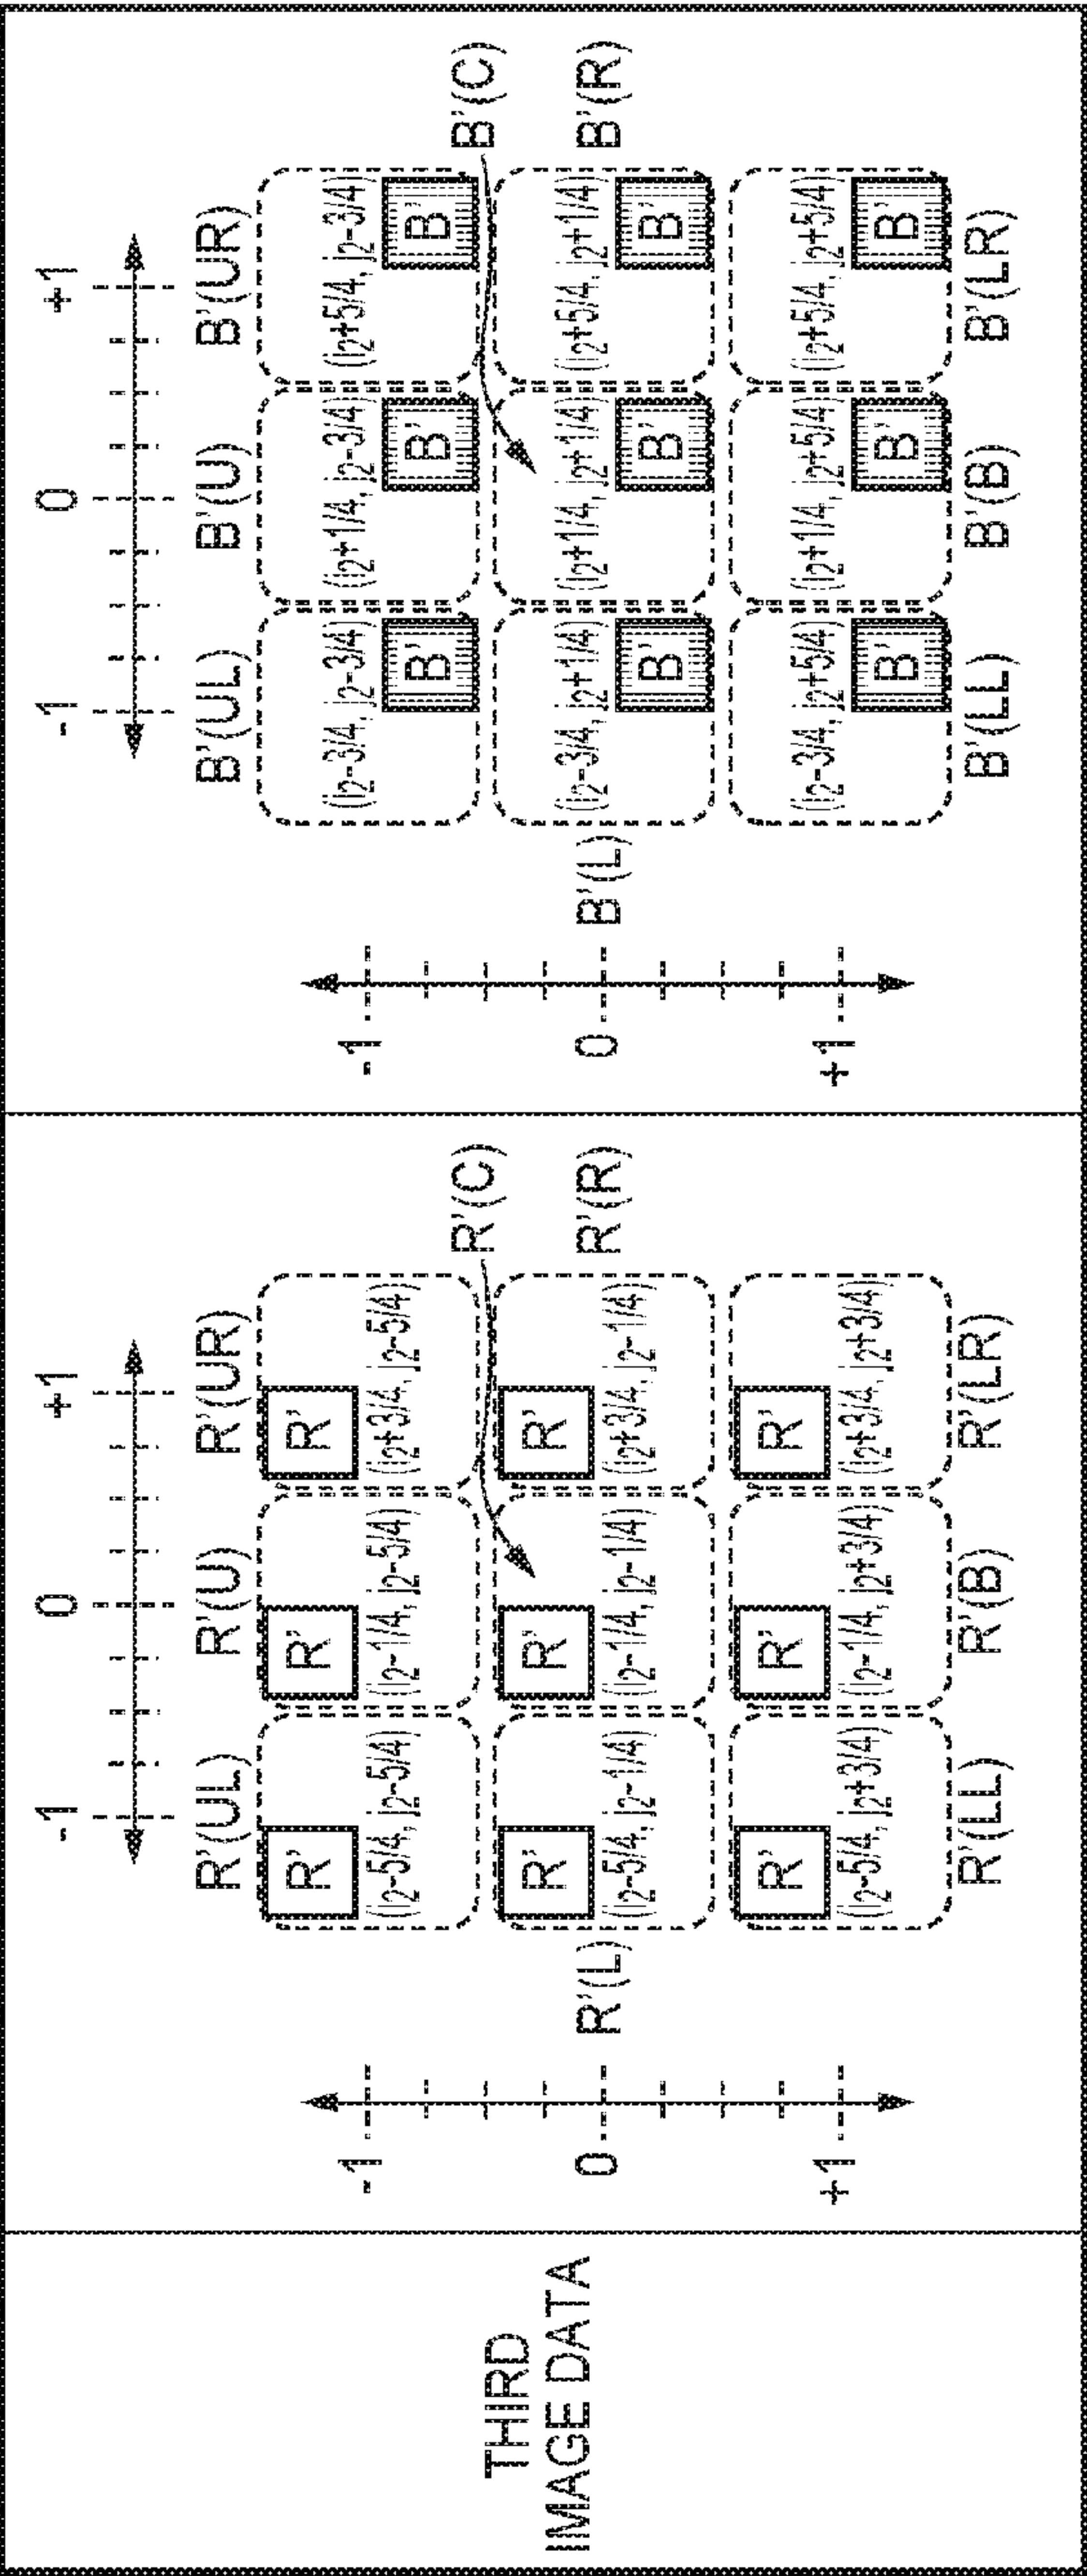 THIRD
IMAGE DATA
-1 0 +1
R'(UL) R'(U) R'(UR)
-1
R' R' R'
(i2-5/4, j2-5/4) (i2-1/4, j2-5/4) (i2+3/4, j2-5/4)
R'(C)
0
R'(L) R' R' R' R'(R)
(i2-5/4, j2-1/4) (i2-1/4, j2-1/4) (i2+3/4, j2-1/4)
+1
R' R' R'
(i2-5/4, j2+3/4) (i2-1/4, j2+3/4) (i2+3/4, j2+3/4)
R'(LL) R'(B) R'(LR)
-1 0 +1
B'(UL) B'(U) B'(UR)
-1
(i2-3/4, j2-3/4) (i2+1/4, j2-3/4) (i2+5/4, j2-3/4)
B' B' B'
B'(C)
0
B'(L) (i2-3/4, j2+1/4) (i2+1/4, j2+1/4) (i2+5/4, j2+1/4) B'(R)
B' B' B'
+1
(i2-3/4, j2+5/4) (i2+1/4, j2+5/4) (i2+5/4, j2+5/4)
B' B' B'
B'(LL) B'(B) B'(LR)